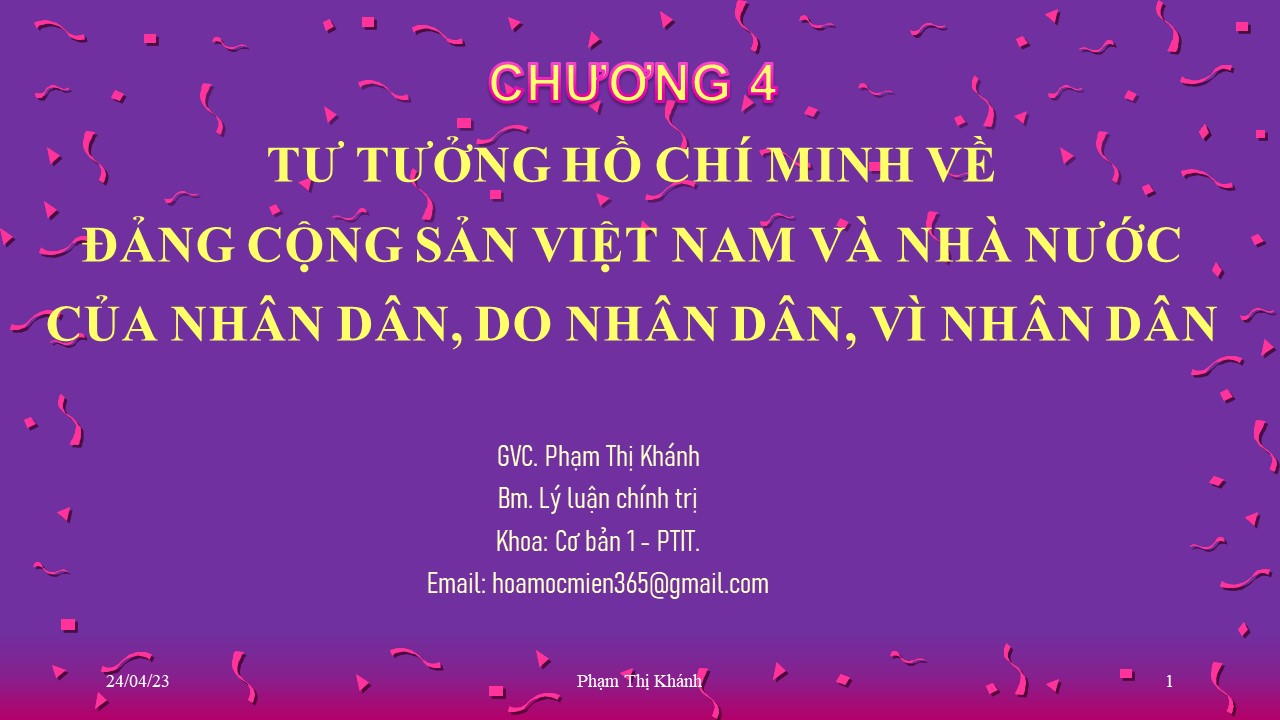 CHƯƠNG 4
TƯ TƯỞNG HỒ CHÍ MINH VỀ
ĐẢNG CỘNG SẢN VIỆT NAM VÀ NHÀ NƯỚC
CỦA NHÂN DÂN, DO NHÂN DÂN, VÌ NHÂN DÂN
GVC. Phạm Thị Khánh
Bm. Lý luận chính trị
Khoa: Cơ bản 1 - PTIT.
Email: hoamocmien365@gmail.com
24/04/23
Phạm Thị Khánh
1